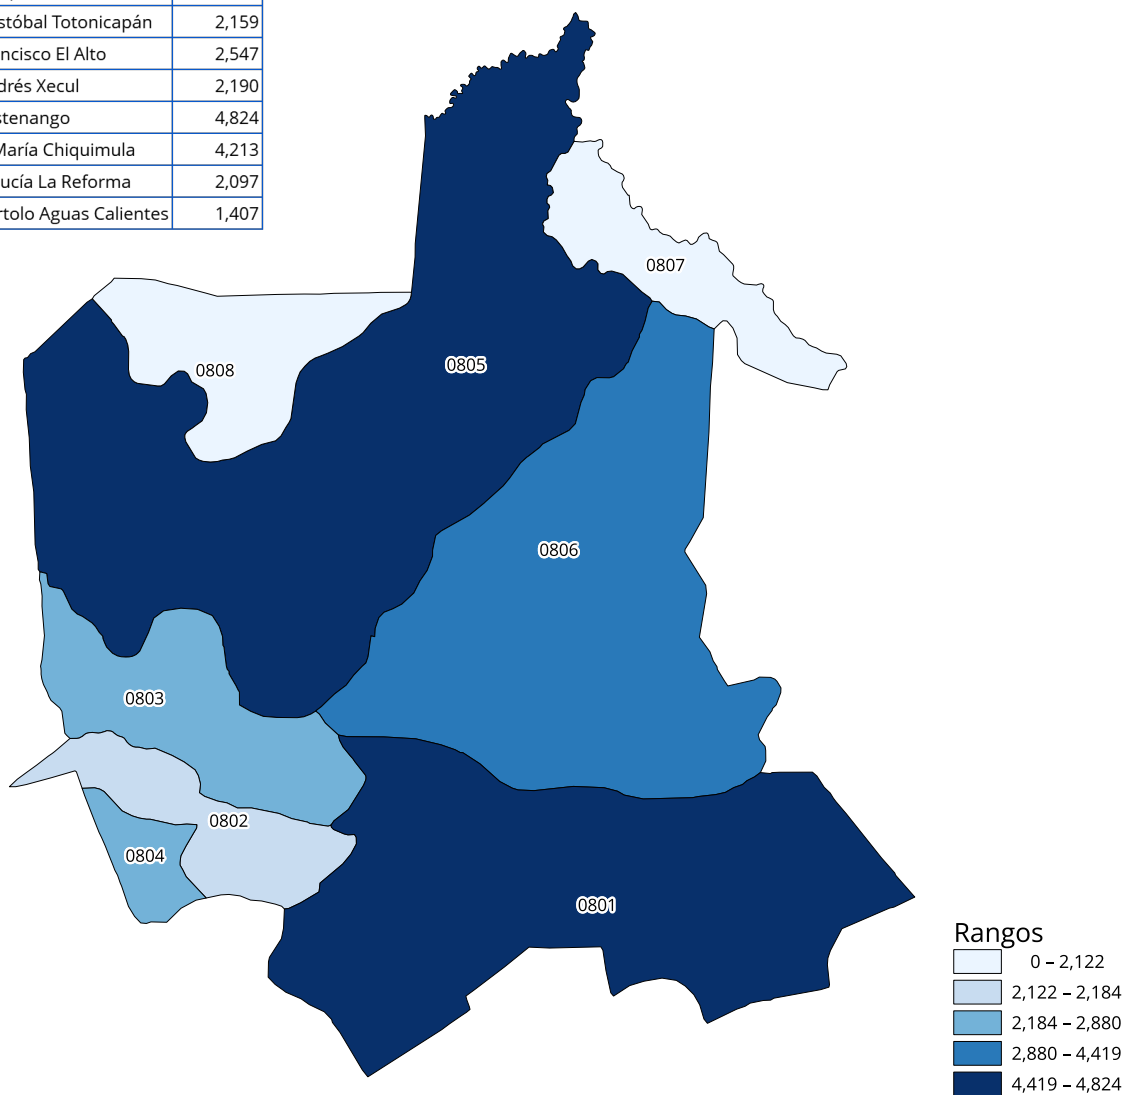 stóbal Totonicapán 2,159
ncisco El Alto 2,547
drés Xecul 2,190
stenango 4,824
María Chiquimula 4,213
ucía La Reforma 2,097
rtolo Aguas Calientes 1,407
0807
0805
0808
0806
0803
0802
0804
0801
Rangos
0 – 2,122
2,122 – 2,184
2,184 – 2,880
2,880 – 4,419
4,419 – 4,824